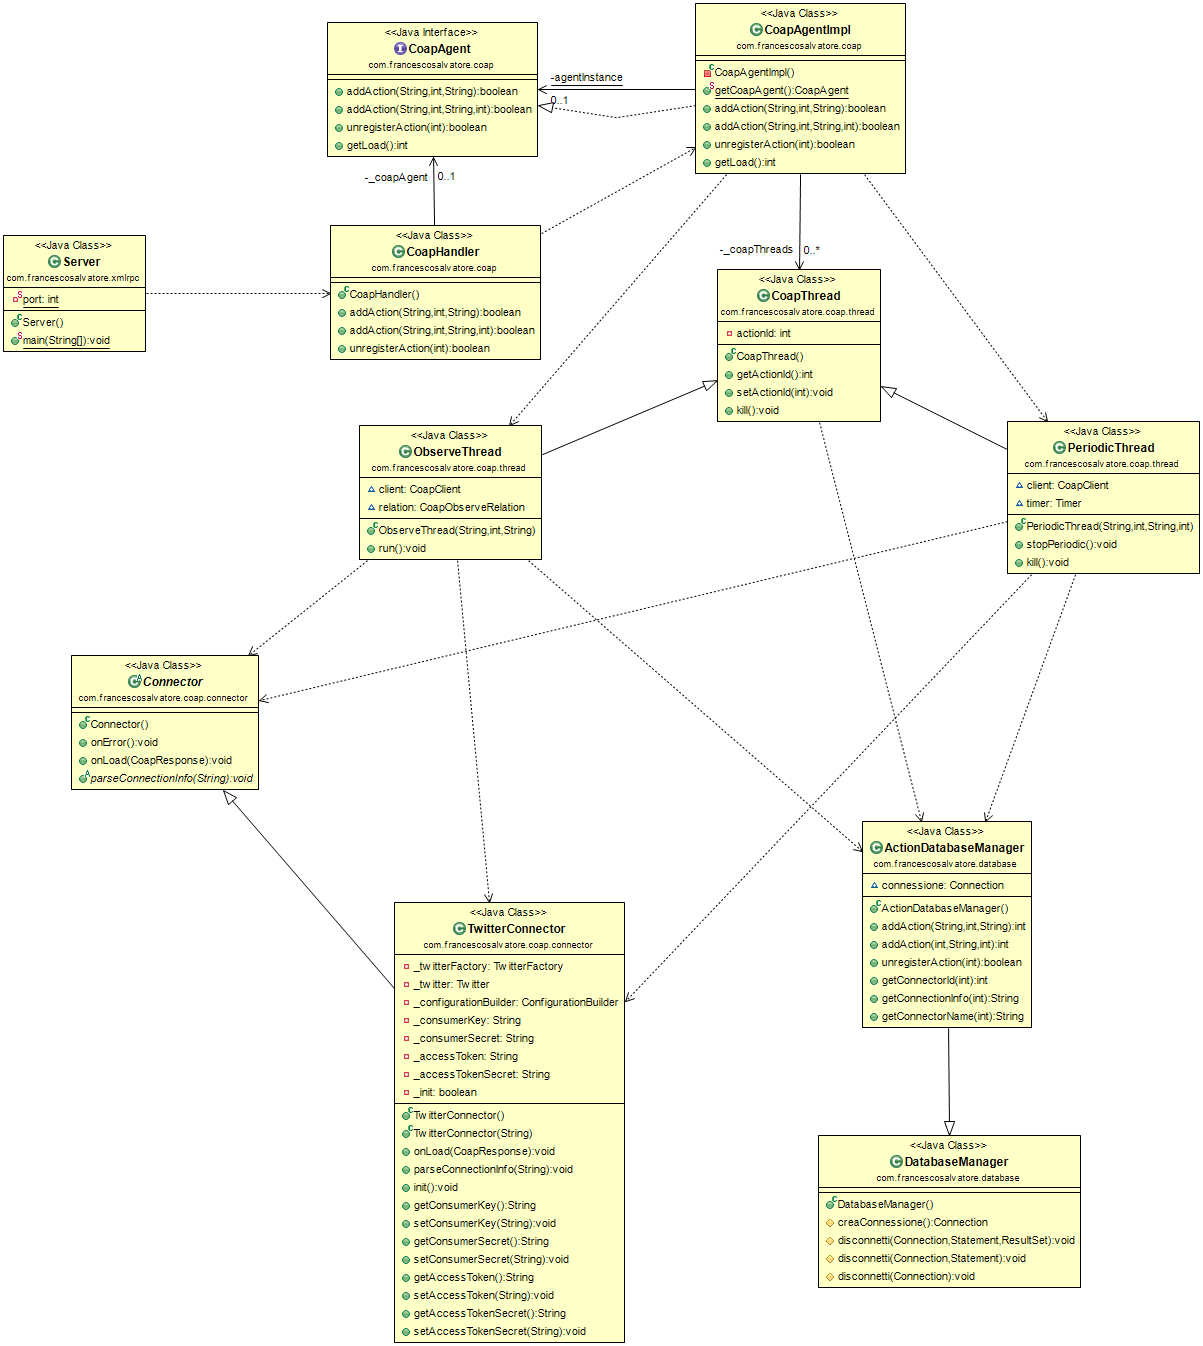 <<Java Interface>>
CoapAgent
com.francescosalvatore.coap
addAction(String,int,String):boolean
addAction(String,int,String,int):boolean
unregisterAction(int):boolean
getLoad():int
<<Java Class>>
CoapAgentImpl
com.francescosalvatore.coap
CoapAgentImpl()
getCoapAgent():CoapAgent
addAction(String,int,String):boolean
addAction(String,int,String,int):boolean
unregisterAction(int):boolean
getLoad():int
-agentInstance
0..1
-_coapAgent
0..1
<<Java Class>>
Server
com.francescosalvatore.xmlrpc
port: int
Server()
main(String[]):void
<<Java Class>>
CoapHandler
com.francescosalvatore.coap
CoapHandler()
addAction(String,int,String):boolean
addAction(String,int,String,int):boolean
unregisterAction(int):boolean
-_coapThreads
0..*
<<Java Class>>
CoapThread
com.francescosalvatore.coap.thread
actionId: int
CoapThread()
getActionId():int
setActionId(int):void
kill():void
<<Java Class>>
ObserveThread
com.francescosalvatore.coap.thread
client: CoapClient
relation: CoapObserveRelation
ObserveThread(String,int,String)
run():void
<<Java Class>>
PeriodicThread
com.francescosalvatore.coap.thread
client: CoapClient
timer: Timer
PeriodicThread(String,int,String,int)
stopPeriodic():void
kill():void
<<Java Class>>
Connector
com.francescosalvatore.coap.connector
Connector()
onError():void
onLoad(CoapResponse):void
parseConnectionInfo(String):void
<<Java Class>>
ActionDatabaseManager
com.francescosalvatore.database
connessione: Connection
ActionDatabaseManager()
addAction(String,int,String):int
addAction(int,String,int):int
unregisterAction(int):boolean
getConnectorId(int):int
getConnectionInfo(int):String
getConnectorName(int):String
<<Java Class>>
TwitterConnector
com.francescosalvatore.coap.connector
_twitterFactory: TwitterFactory
_twitter: Twitter
_configurationBuilder: ConfigurationBuilder
_consumerKey: String
_consumerSecret: String
_accessToken: String
_accessTokenSecret: String
_init: boolean
TwitterConnector()
TwitterConnector(String)
onLoad(CoapResponse):void
parseConnectionInfo(String):void
init():void
getConsumerKey():String
setConsumerKey(String):void
getConsumerSecret():String
setConsumerSecret(String):void
getAccessToken():String
setAccessToken(String):void
getAccessTokenSecret():String
setAccessTokenSecret(String):void
<<Java Class>>
DatabaseManager
com.francescosalvatore.database
DatabaseManager()
creaConnessione():Connection
disconnetti(Connection,Statement,ResultSet):void
disconnetti(Connection,Statement):void
disconnetti(Connection):void